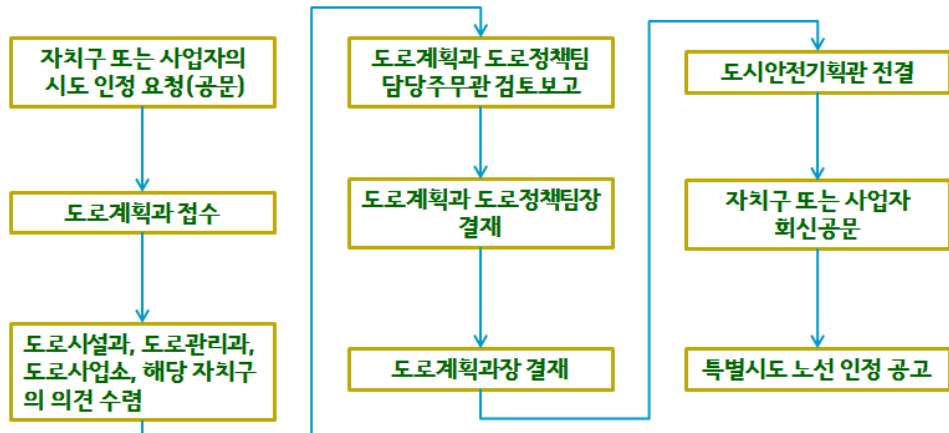 자치구 또는 사업자의
시도 인정 요청(공문)
도로계획과 접수
도로시설과, 도로관리과,
도로사업소, 해당 자치구
의 의견 수렴
도로계획과 도로정책팀
담당주무관 검토보고
도로계획과 도로정책팀장
결재
도로계획과장 결재
도시안전기획관 전결
자치구 또는 사업자
회신공문
특별시도 노선 인정 공고